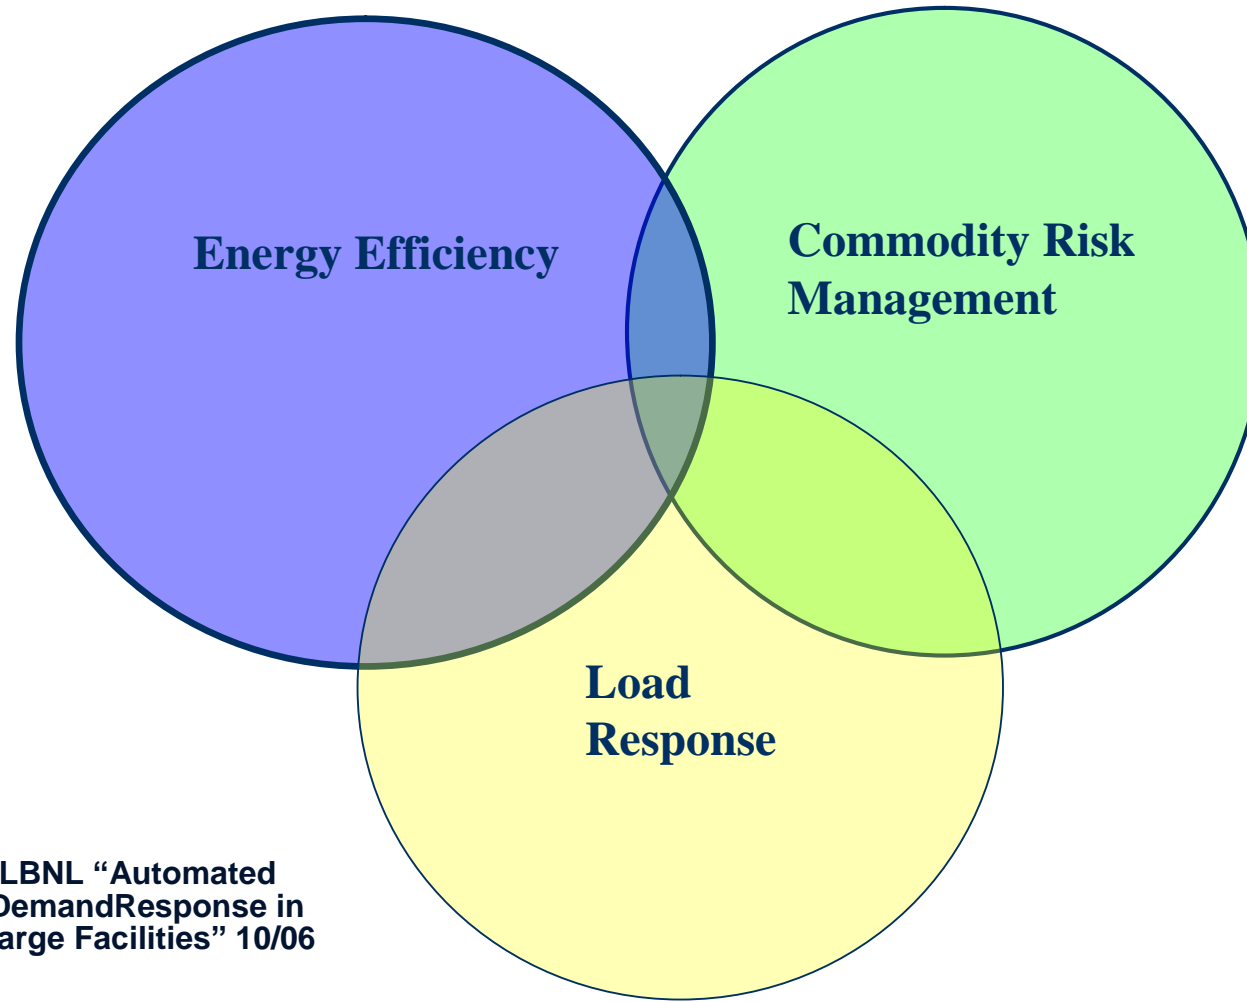 Energy Efficiency
Commodity Risk
Management
Load
Response
LBNL “Automated
DemandResponse in
arge Facilities” 10/06